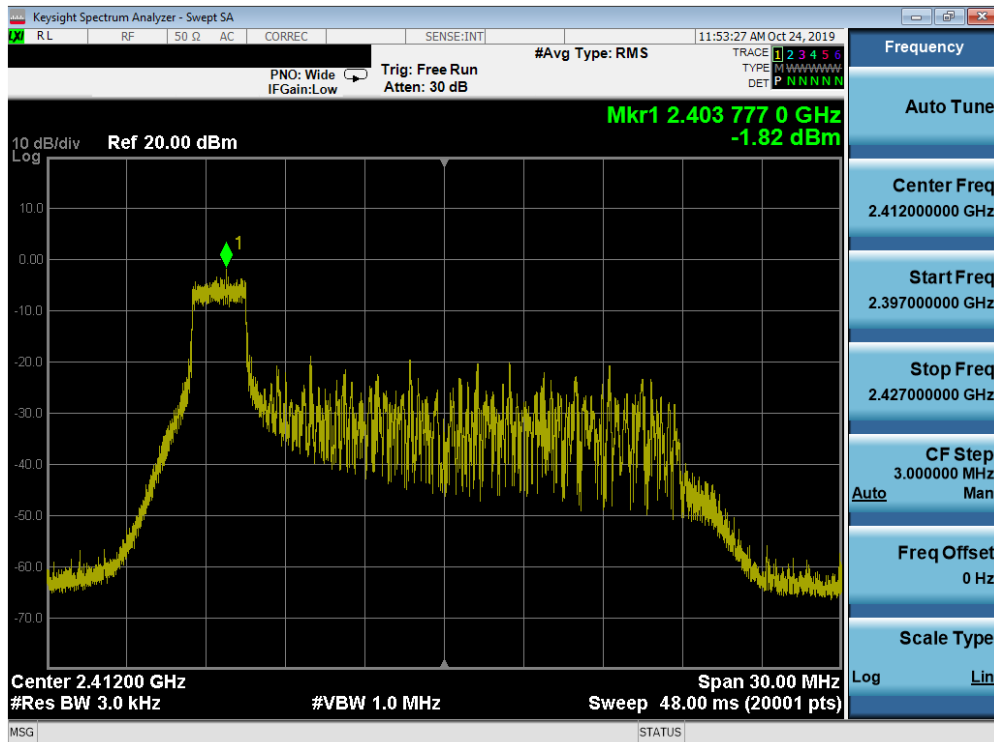 Keysight Spectrum Analyzer - Swept SA
LXI RL RF 50 Ω AC CORREC SENSE:INT 11:53:27 AM Oct 24, 2019
#Avg Type: RMS
TRACE 1 2 3 4 5 6
PNO: Wide Trig: Free Run
TYPE M W W W W W
IFGain:Low Atten: 30 dB
DET P N N N N N
Mkr1 2.403 777 0 GHz
-1.82 dBm
10 dB/div Ref 20.00 dBm
Log
1
10.0
0.00
-10.0
-20.0
-30.0
-40.0
-50.0
-60.0
-70.0
Center 2.41200 GHz Span 30.00 MHz
#Res BW 3.0 kHz #VBW 1.0 MHz Sweep 48.00 ms (20001 pts)
MSG STATUS
Frequency
Auto Tune
Center Freq
2.412000000 GHz
Start Freq
2.397000000 GHz
Stop Freq
2.427000000 GHz
CF Step
3.000000 MHz
Auto Man
Freq Offset
0 Hz
Scale Type
Log Lin